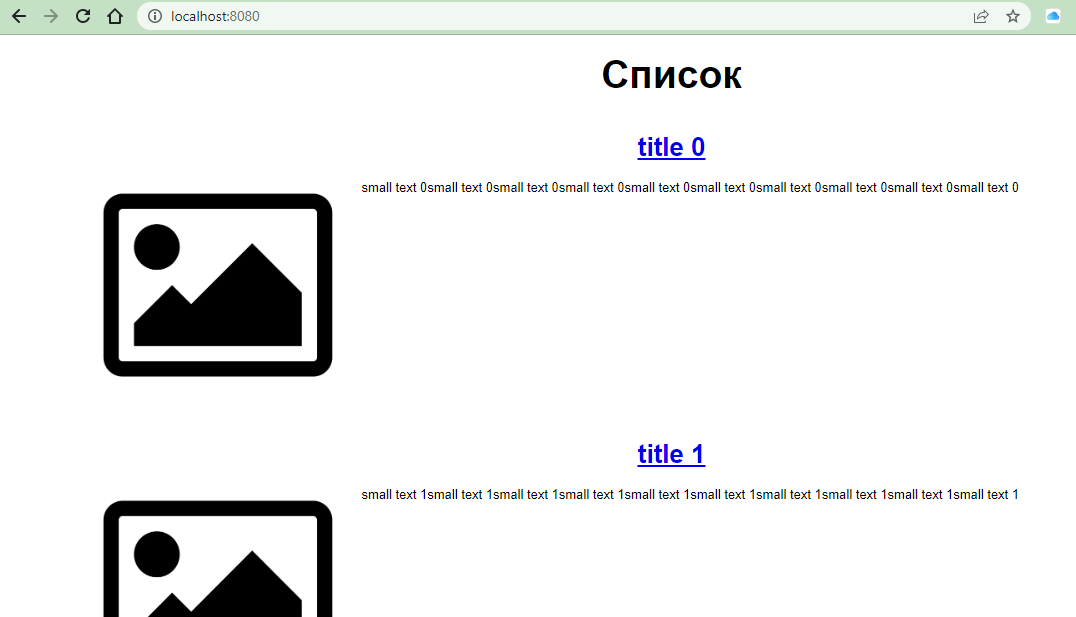 localhost:8080
Список
title 0
small text 0small text 0small text 0small text 0small text 0small text 0small text 0small text 0small text 0small text 0
title 1
small text 1small text 1small text 1small text 1small text 1small text 1small text 1small text 1small text 1small text 1